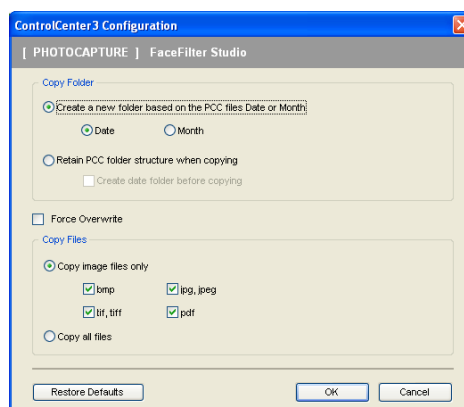 ControlCenter3 Configuration
[ PHOTOCAPTURE ] FaceFilter Studio
Copy Folder
Create a new folder based on the PCC files Date or Month
Date Month
Retain PCC folder structure when copying
Create date folder before copying
Force Overwrite
Copy Files
Copy image files only
bmp jpg, jpeg
tif, tiff pdf
Copy all files
Restore Defaults OK Cancel